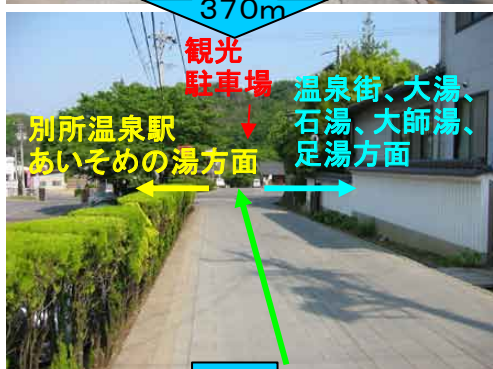 370m
観光
駐車場
温泉街、大湯、
石湯、大師湯、
足湯方面
別所温泉駅
あいそめの湯方面